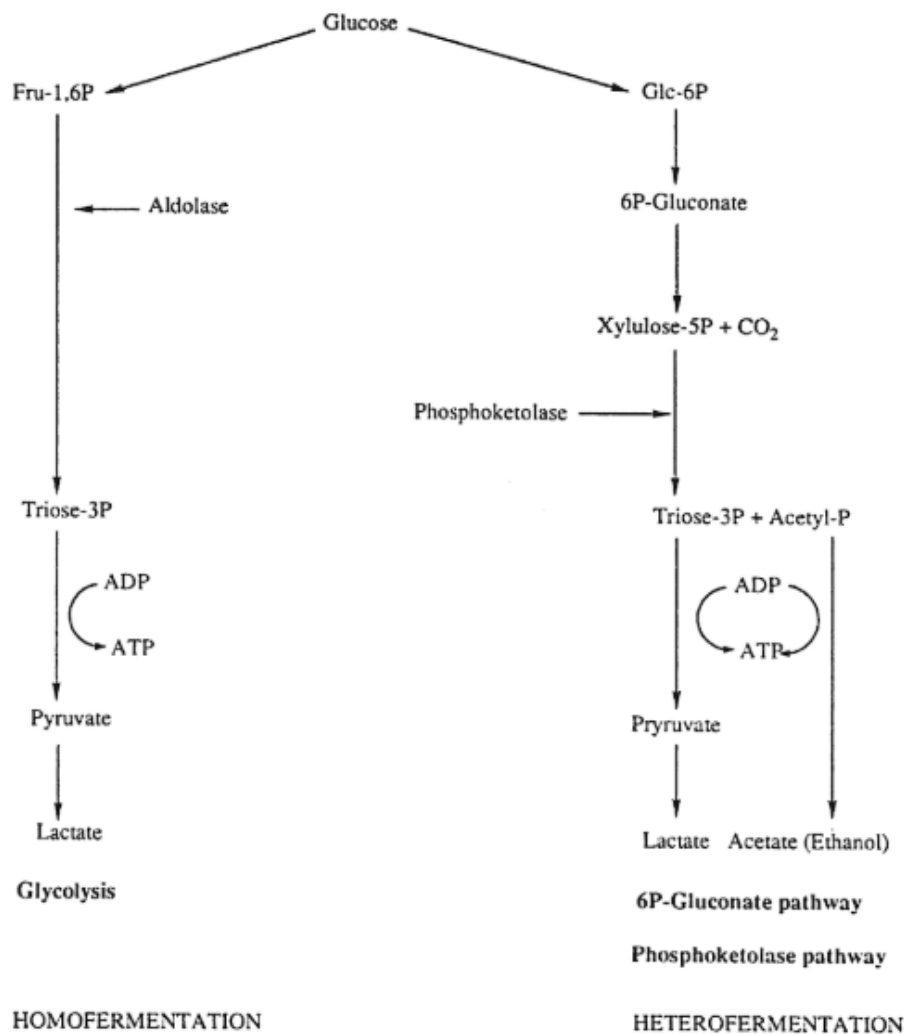 Glucose
Fru-1,6P
Glc-6P
Aldolase
6P-Gluconate
Xylulose-5P + CO2
Phosphoketolase
Triose-3P
Triose-3P + Acetyl-P
ADP
ADP
ATP
ATP
Pyruvate
Pryruvate
Lactate
Lactate Acetate (Ethanol)
Glycolysis
6P-Gluconate pathway
Phosphoketolase pathway
HOMOFERMENTATION
HETEROFERMENTATION